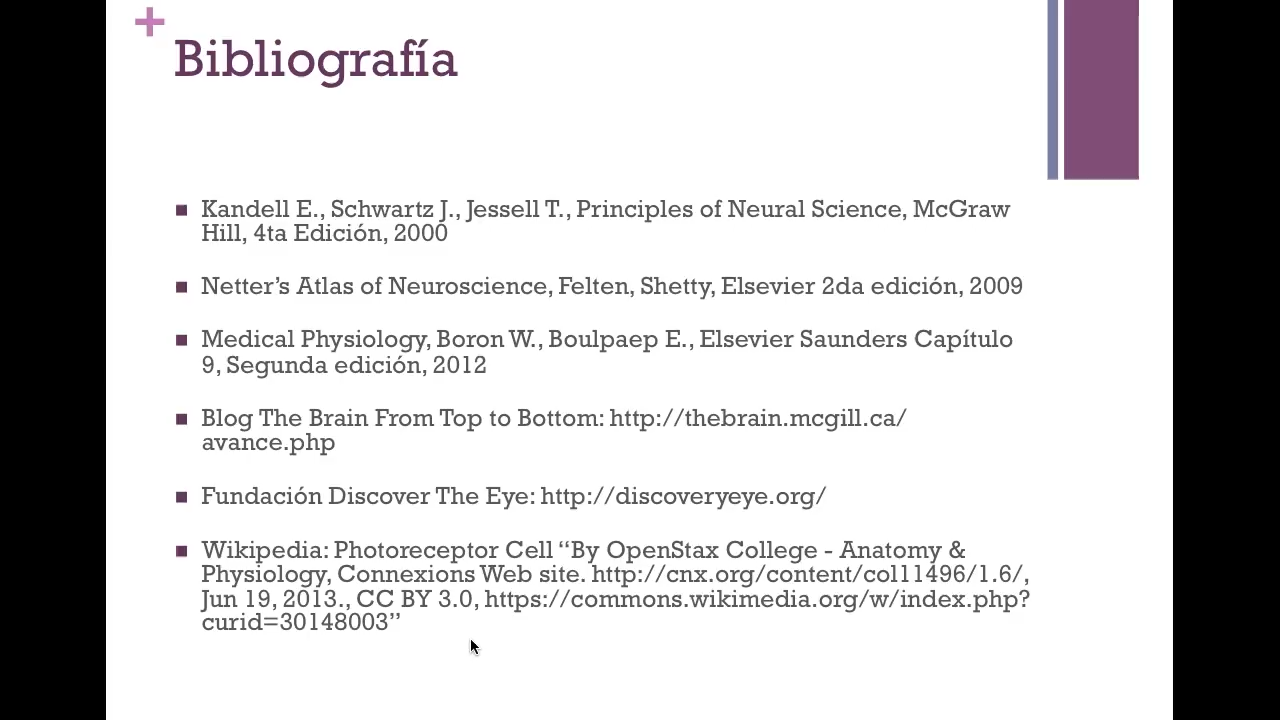 +
Bibliografía
Kandell E., Schwartz J., Jessell T., Principles of Neural Science, McGraw
Hill, 4ta Edición, 2000
Netter’s Atlas of Neuroscience, Felten, Shetty, Elsevier 2da edición, 2009
Medical Physiology, Boron W., Boulpaep E., Elsevier Saunders Capítulo
9, Segunda edición, 2012
Blog The Brain From Top to Bottom: http://thebrain.mcgill.ca/
avance.php
Fundación Discover The Eye: http://discoveryeye.org/
Wikipedia: Photoreceptor Cell “By OpenStax College - Anatomy &
Physiology, Connexions Web site. http://cnx.org/content/col11496/1.6/,
Jun 19, 2013., CC BY 3.0, https://commons.wikimedia.org/w/index.php?
curid=30148003”